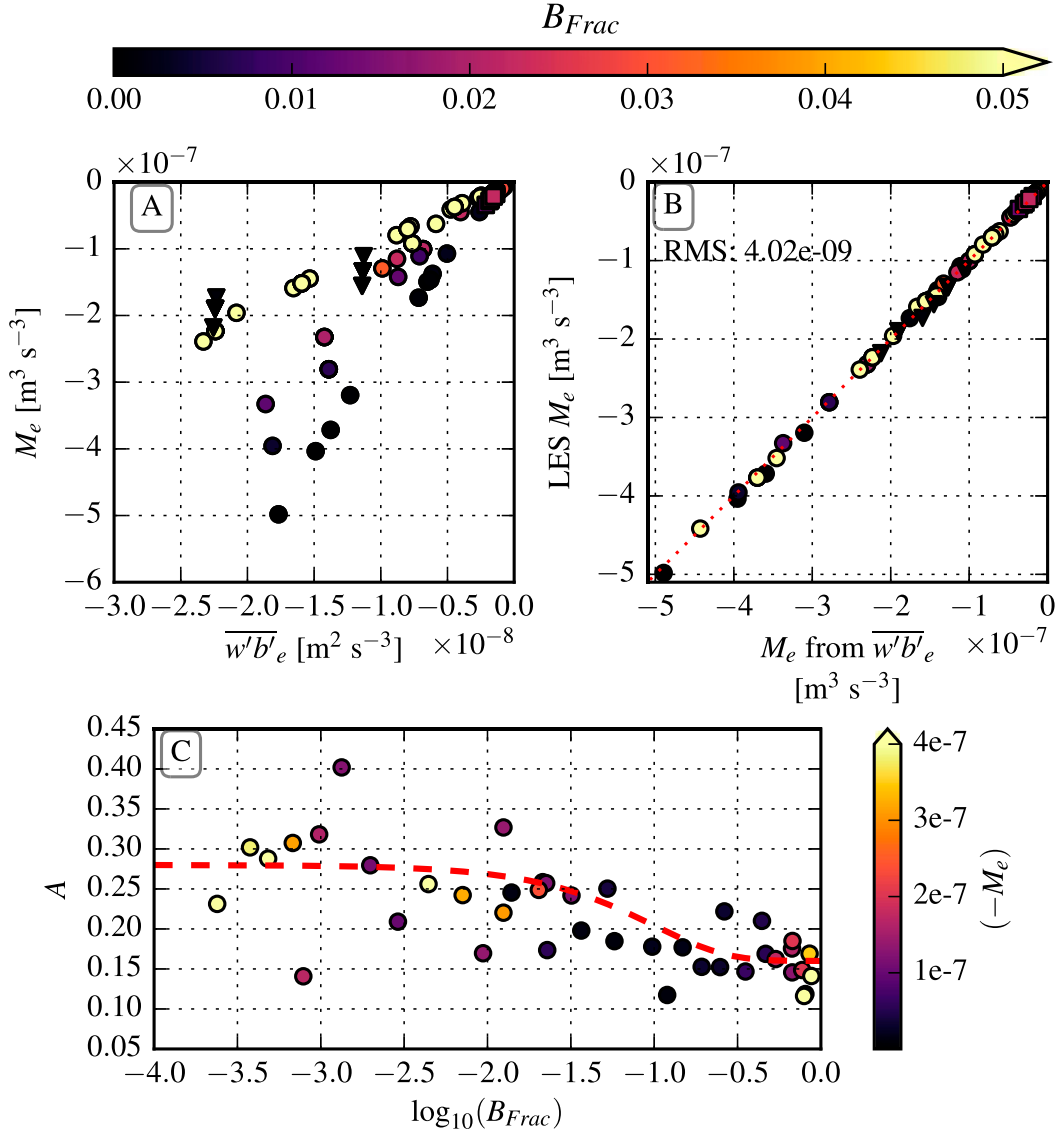 B_{Frac}
0.00 0.01 0.02 0.03 0.04 0.05
×10⁻⁷
A
0
−1
−2
−3
−4
−5
−6
M_e [m³ s⁻³]
−3.0 −2.5 −2.0 −1.5 −1.0 −0.5 0.0
\overline{w′b′}_e [m² s⁻³] ×10⁻⁸
×10⁻⁷
B
RMS: 4.02e-09
0
−1
−2
−3
−4
−5
LES M_e [m³ s⁻³]
−5 −4 −3 −2 −1 0
M_e from \overline{w′b′}_e ×10⁻⁷
[m³ s⁻³]
C
0.45
0.40
0.35
0.30
0.25
0.20
0.15
0.10
0.05
A
−4.0 −3.5 −3.0 −2.5 −2.0 −1.5 −1.0 −0.5 0.0
log₁₀(B_{Frac})
4e-7
3e-7
2e-7
1e-7
(−M_e)